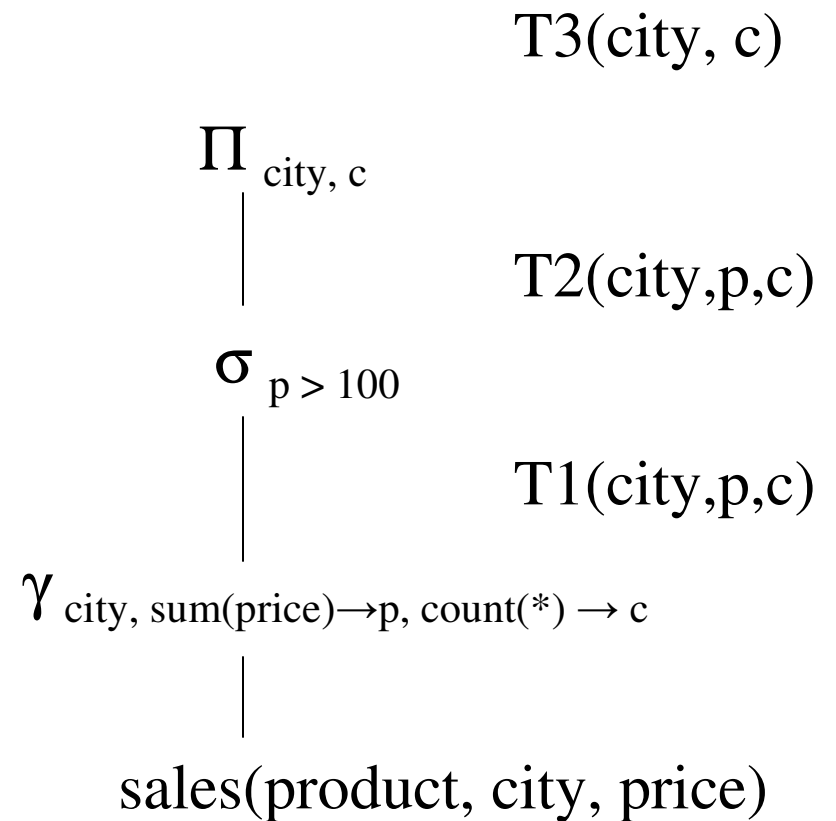 T3(city, c)
Π city, c
T2(city,p,c)
σ p > 100
T1(city,p,c)
γ city, sum(price)→p, count(*) → c
sales(product, city, price)